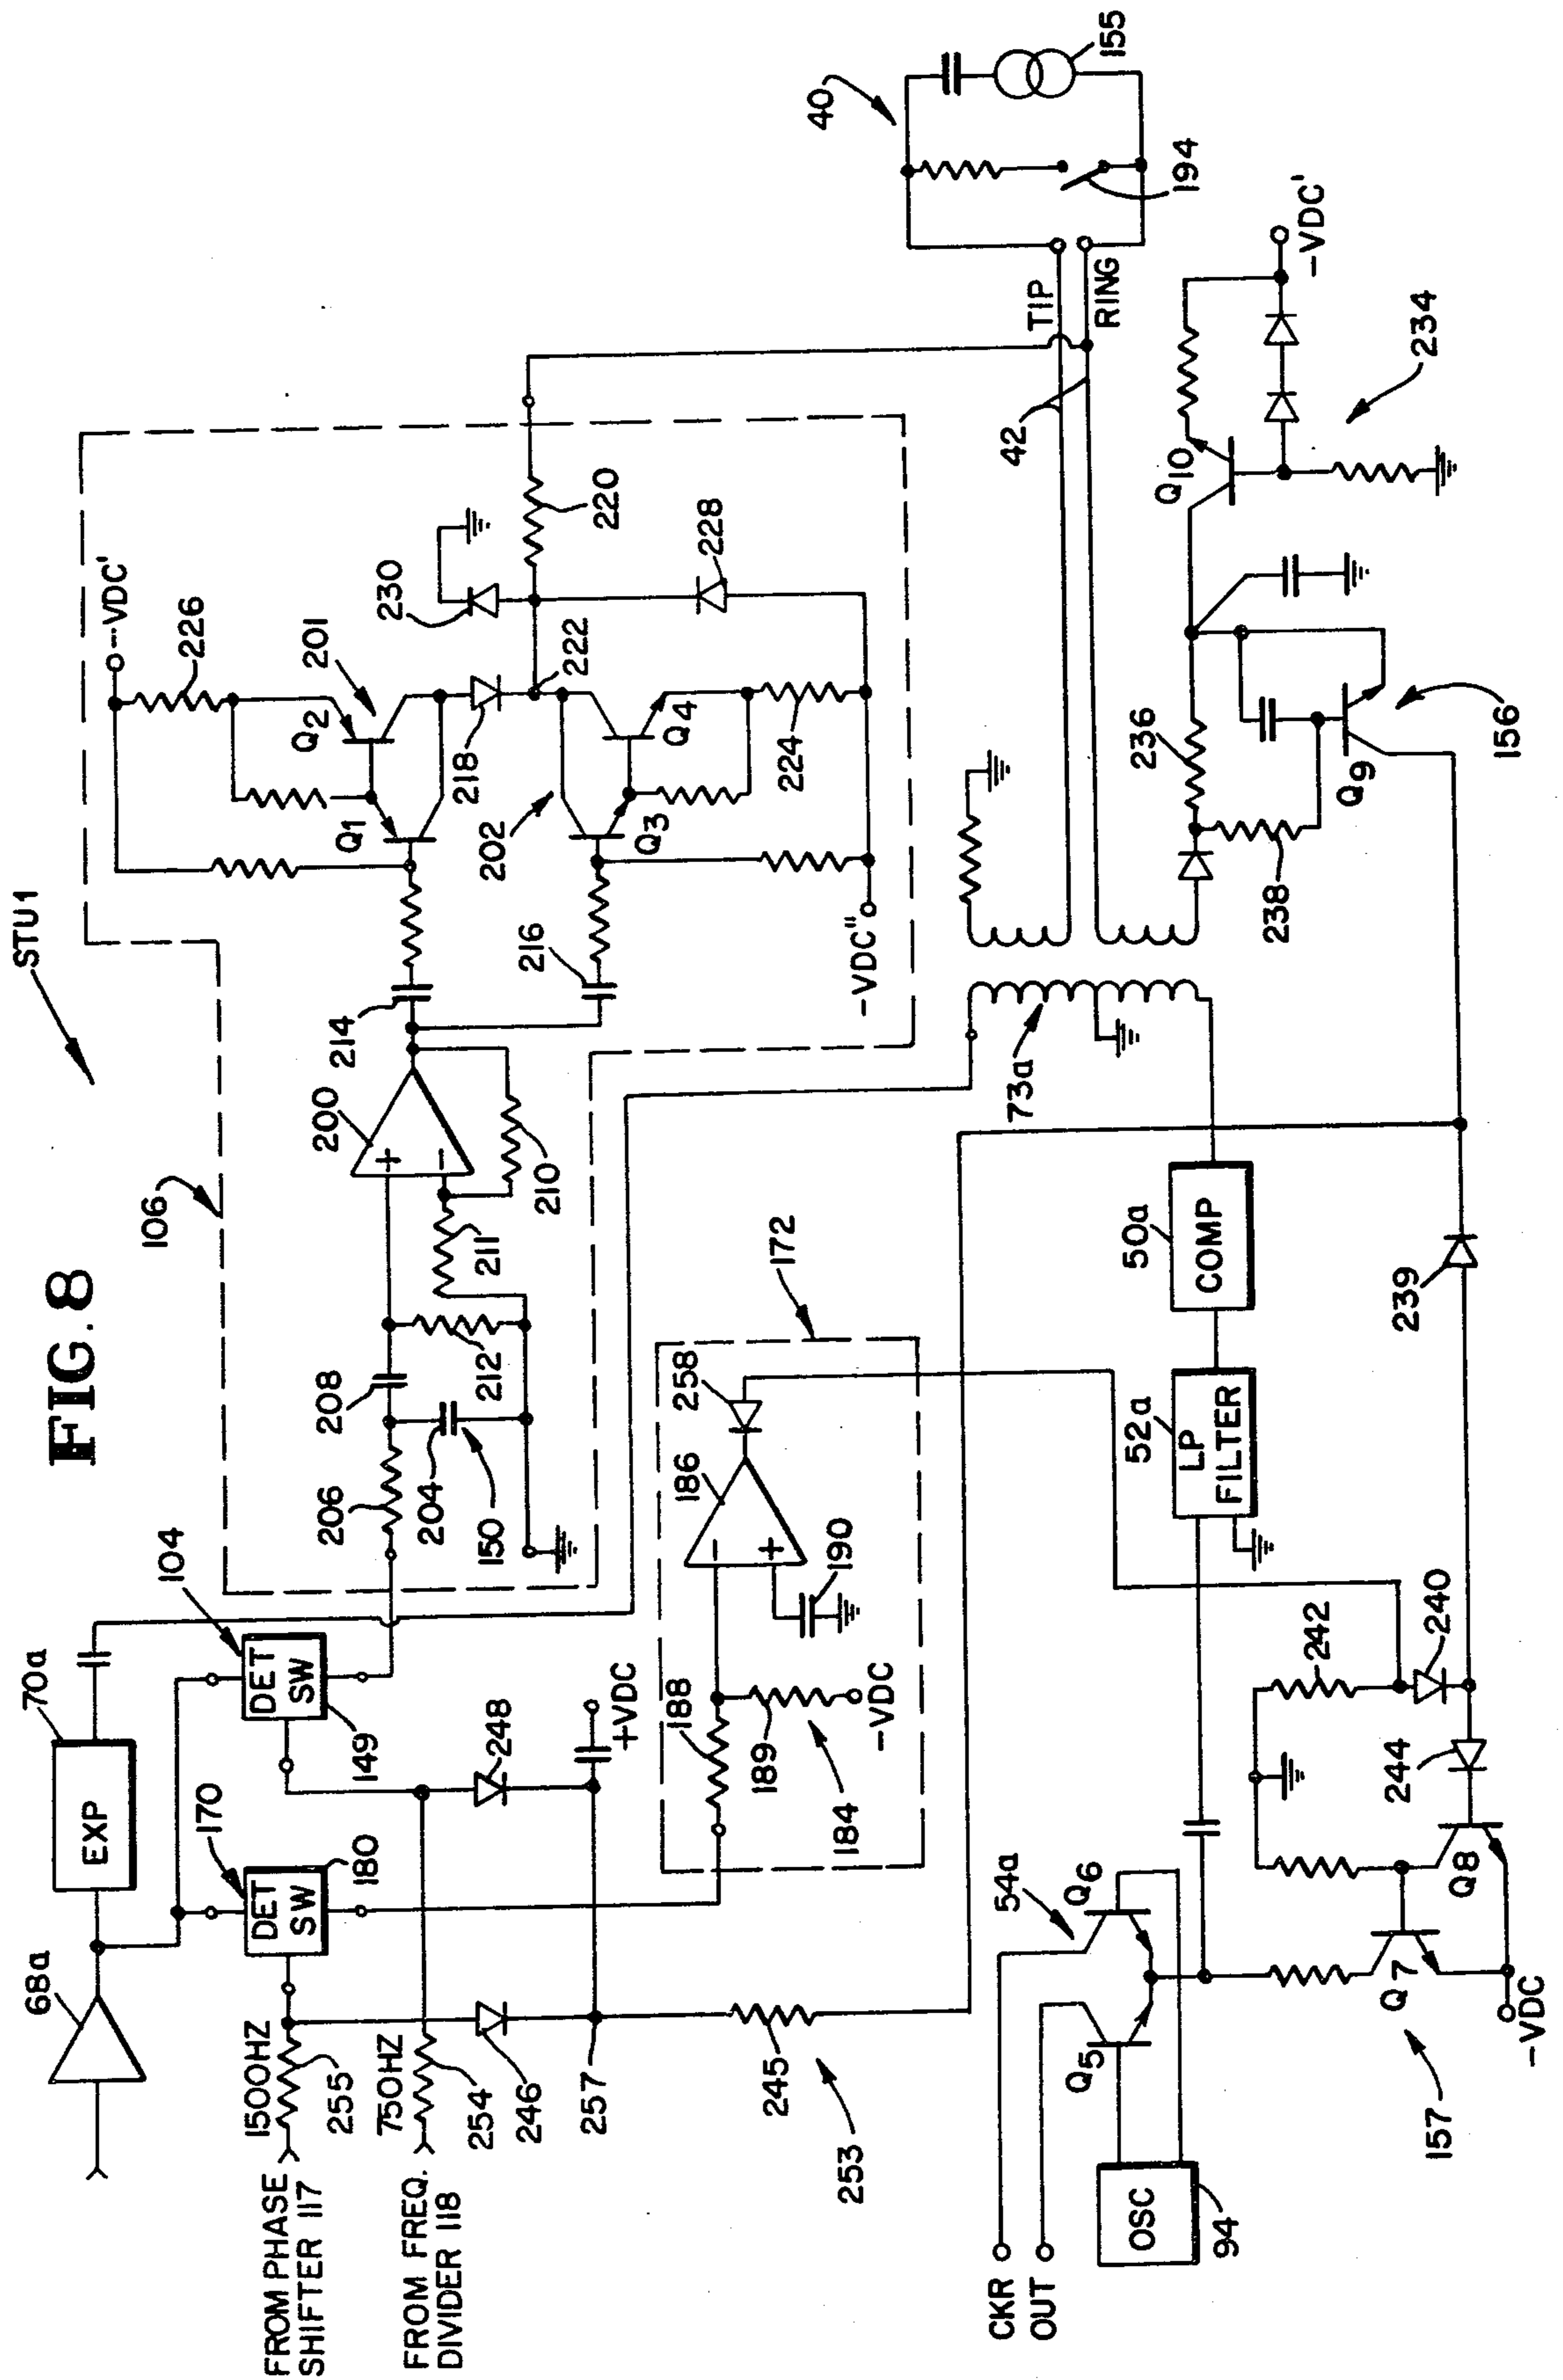 FIG. 8
STU1
106
68a
70a
EXP
170
DET
SW
180
104
DET
SW
149
1500HZ
255
FROM PHASE
SHIFTER 117
750HZ
254
FROM FREQ.
DIVIDER 118
246
248
257
+VDC
245
253
206
204
150
208
212
211
210
200
+
−
214
216
Q1
Q2
201
226
--VDC'
218
202
Q3
Q4
222
224
-VDC"
230
228
220
172
186
−
+
258
190
188
189
184
-VDC
40
155
194
TIP
RING
42
73a
-VDC'
234
Q10
236
238
Q9
156
50a
COMP
52a
LP
FILTER
239
240
242
244
Q8
Q7
157
-VDC
54a
Q6
Q5
CKR
OUT
OSC
94